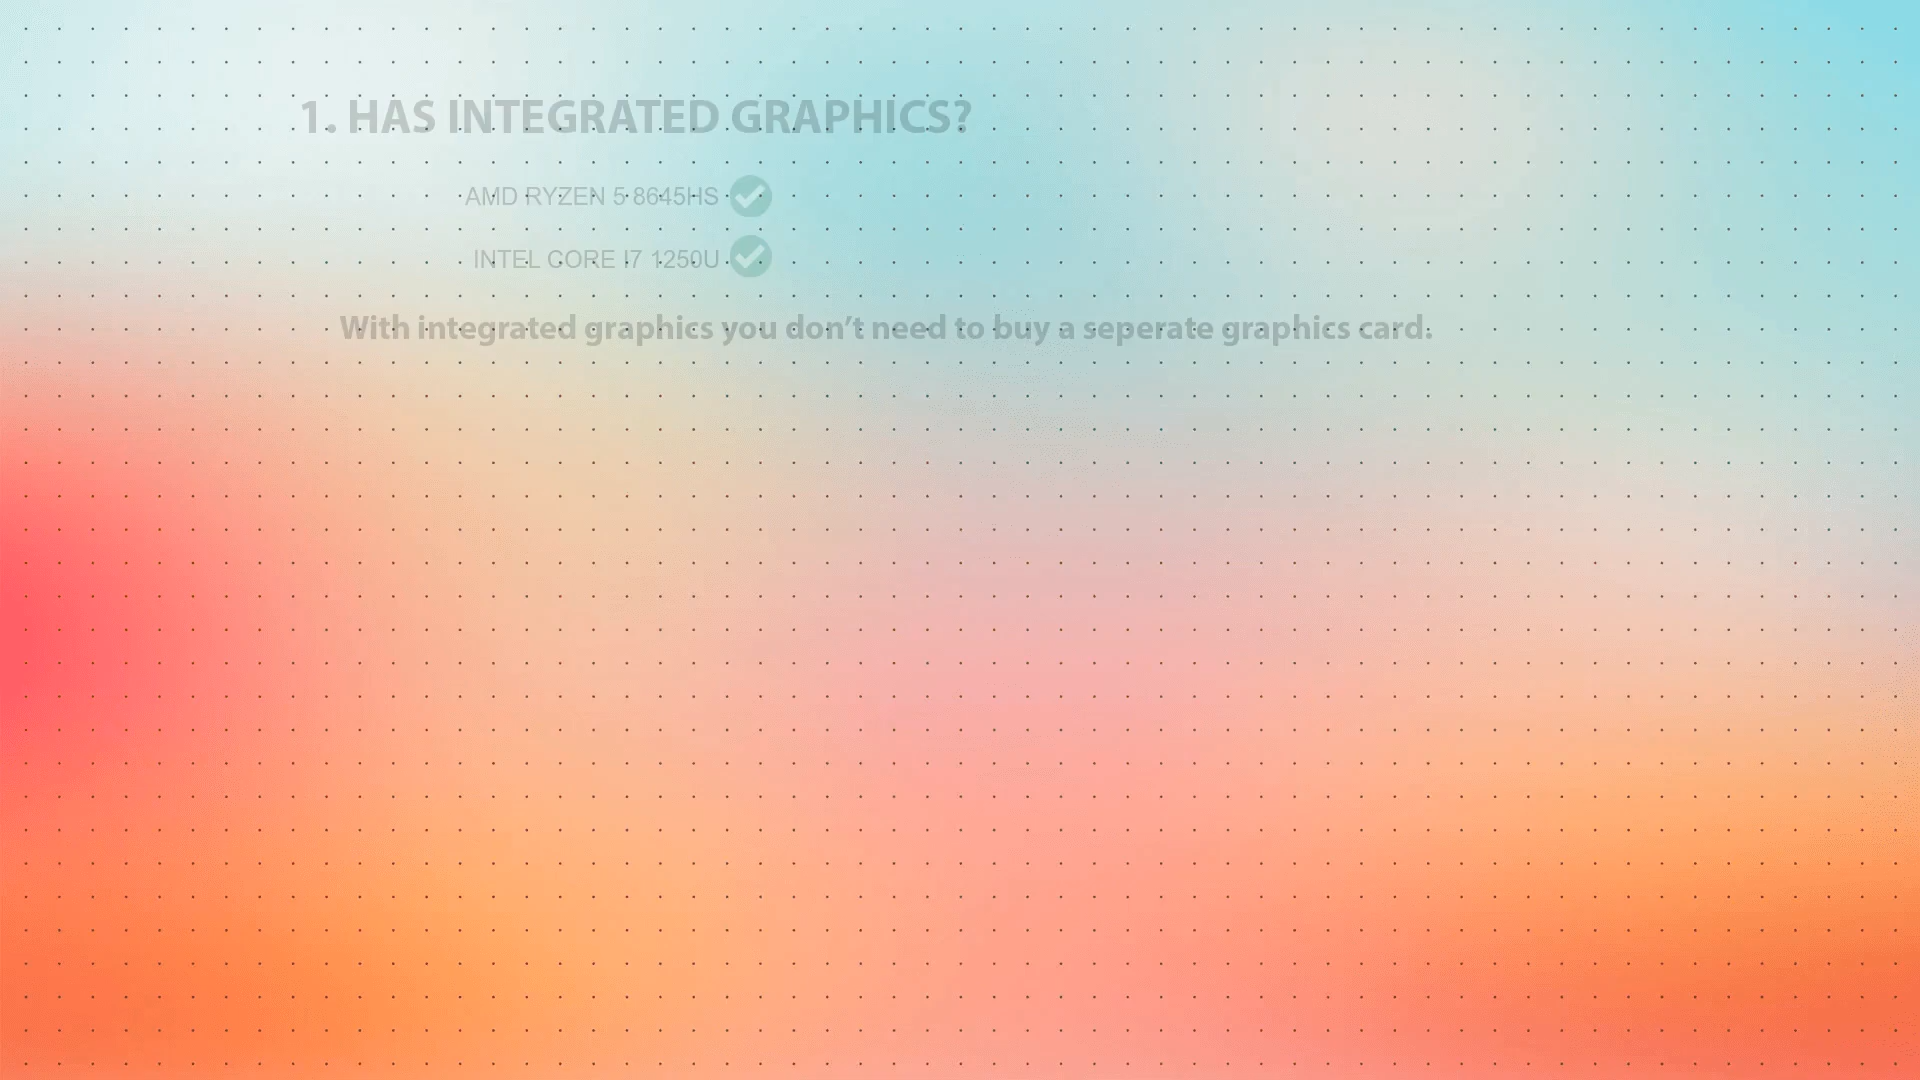 1. HAS INTEGRATED GRAPHICS?
AMD RYZEN 5 8645HS
INTEL CORE I7 1250U
With integrated graphics you don’t need to buy a seperate graphics card.